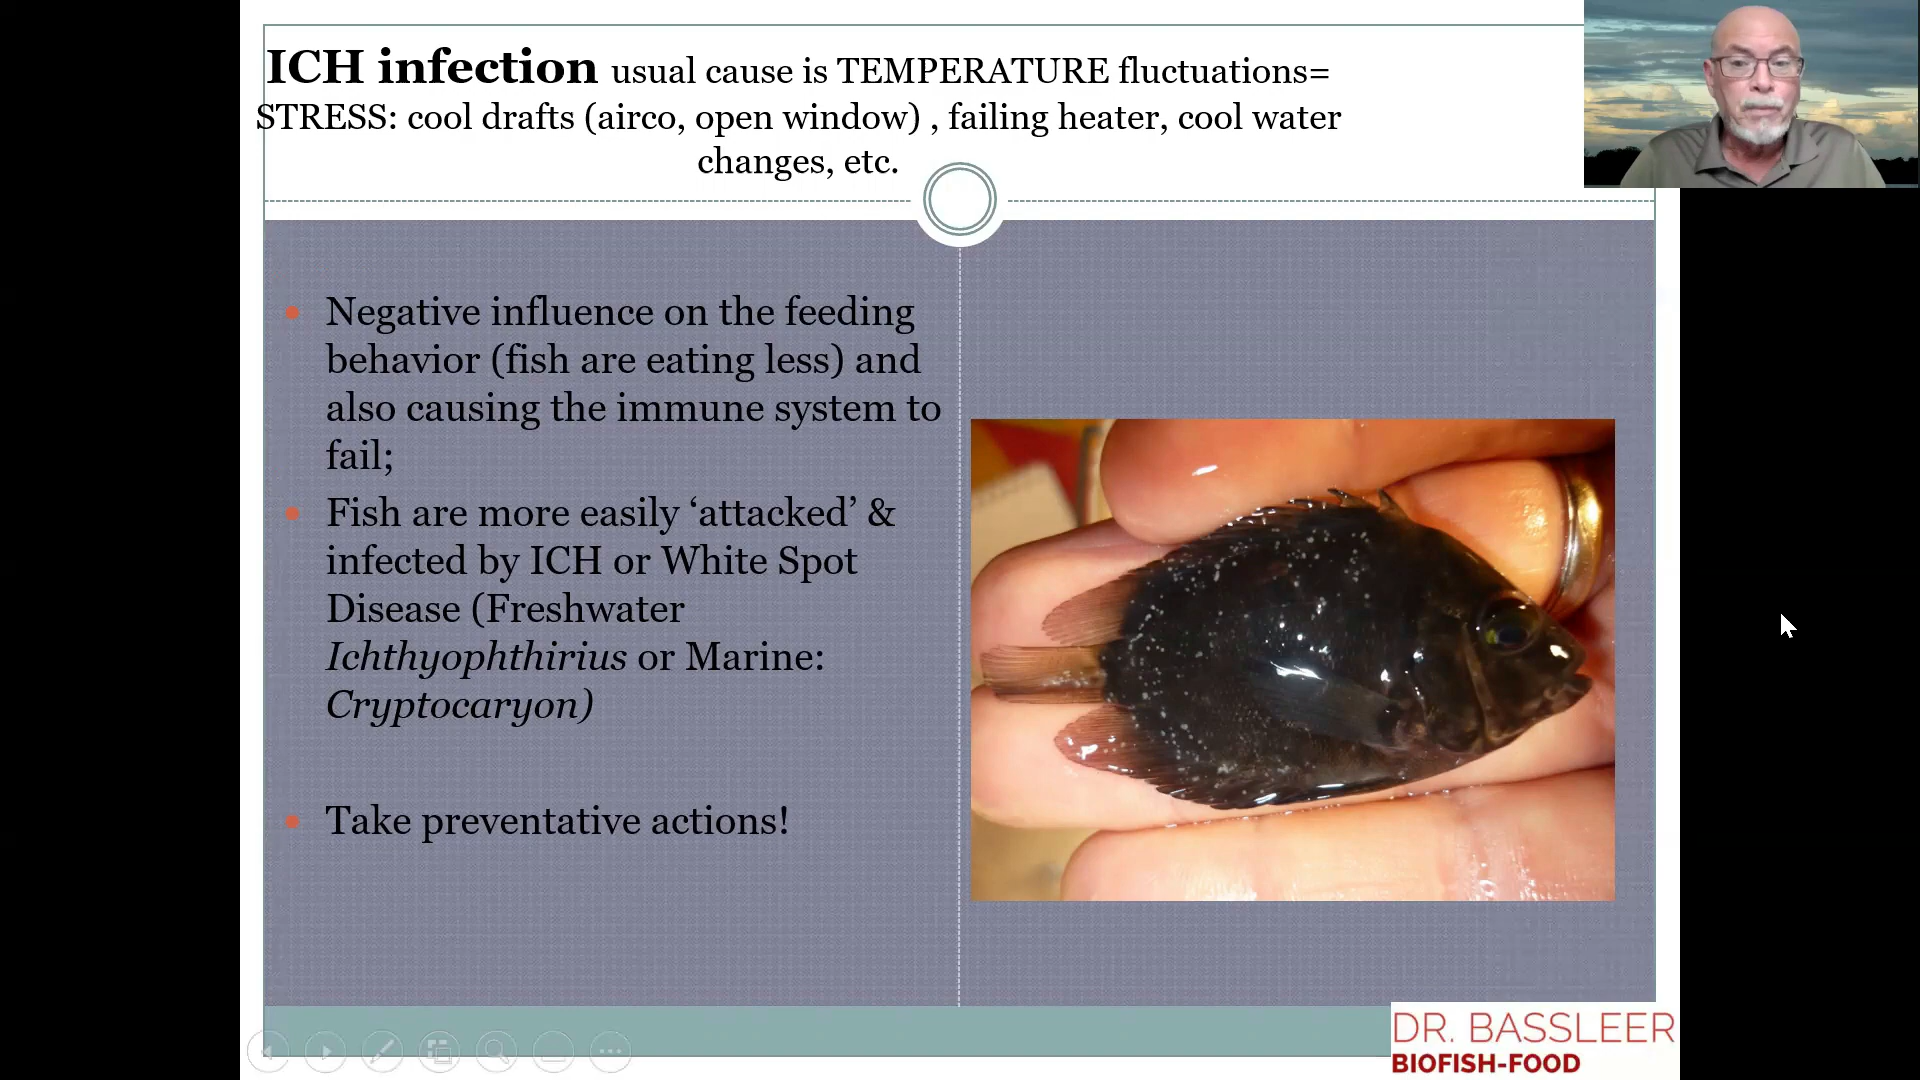 ICH infection usual cause is TEMPERATURE fluctuations=
STRESS: cool drafts (airco, open window) , failing heater, cool water
changes, etc.
Negative influence on the feeding
behavior (fish are eating less) and
also causing the immune system to
fail;
Fish are more easily ‘attacked’ &
infected by ICH or White Spot
Disease (Freshwater
Ichthyophthirius or Marine:
Cryptocaryon)
Take preventative actions!
DR. BASSLEER
BIOFISH-FOOD